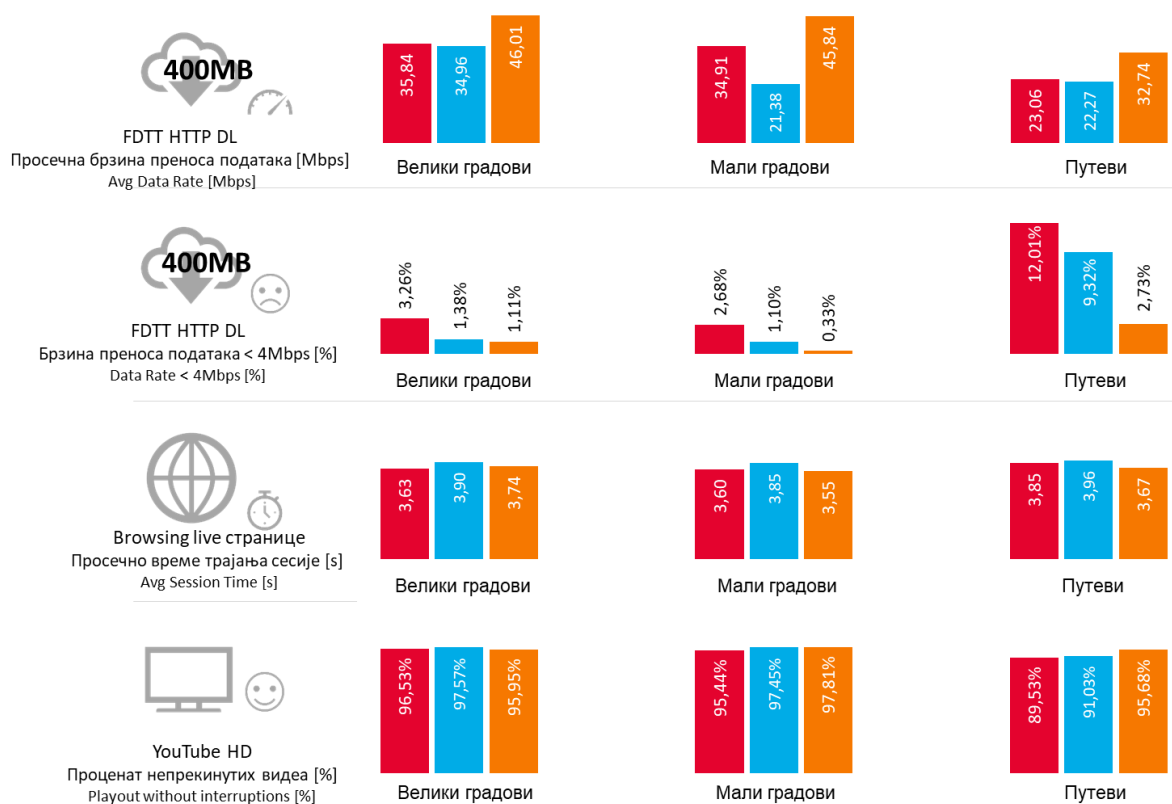 400MB
FDTT HTTP DL
Просечна брзина преноса података [Mbps]
Avg Data Rate [Mbps]
35,84
34,96
46,01
Велики градови
34,91
21,38
45,84
Мали градови
23,06
22,27
32,74
Путеви
400MB
FDTT HTTP DL
Брзина преноса података < 4Mbps [%]
Data Rate < 4Mbps [%]
3,26%
1,38%
1,11%
Велики градови
2,68%
1,10%
0,33%
Мали градови
12,01%
9,32%
2,73%
Путеви
Browsing live странице
Просечно време трајања сесије [s]
Avg Session Time [s]
3,63
3,90
3,74
Велики градови
3,60
3,85
3,55
Мали градови
3,85
3,96
3,67
Путеви
YouTube HD
Проценат непрекинутих видеа [%]
Playout without interruptions [%]
96,53%
97,57%
95,95%
Велики градови
95,44%
97,45%
97,81%
Мали градови
89,53%
91,03%
95,68%
Путеви